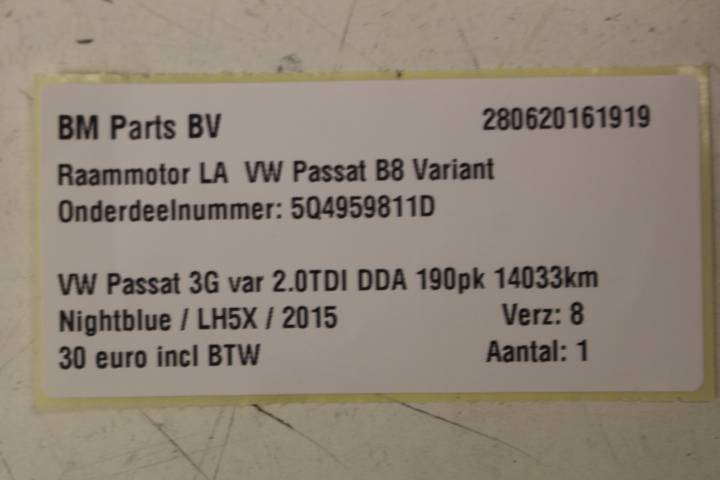 BM Parts BV 280620161919
Raammotor LA VW Passat B8 Variant
Onderdeelnummer: 5Q4959811D
VW Passat 3G var 2.0TDI DDA 190pk 14033km
Nightblue / LH5X / 2015 Verz: 8
30 euro incl BTW Aantal: 1